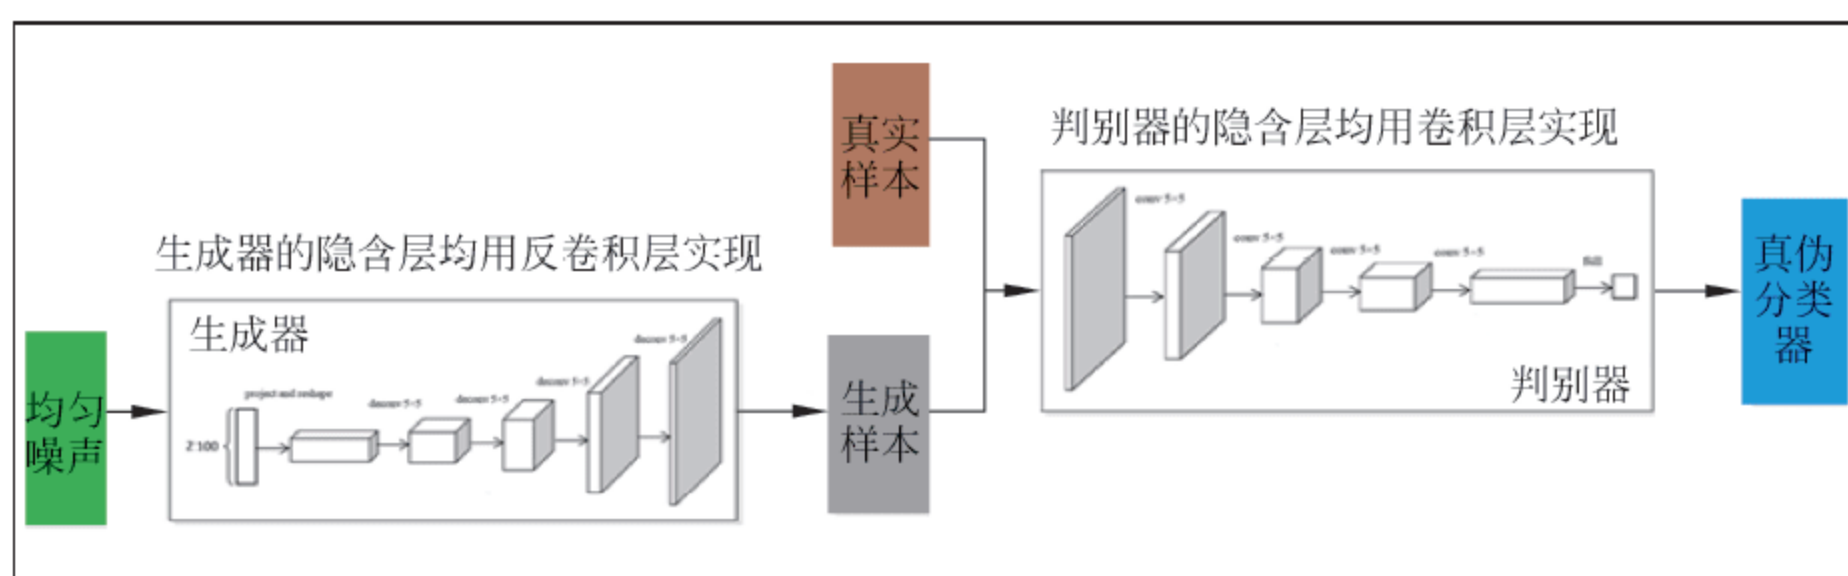 真实
样本
判别器的隐含层均用卷积层实现
conv 5×5
conv 5×5
conv 5×5
conv 5×5
真伪
分类
器
判别器
生成器的隐含层均用反卷积层实现
生成器
project and reshape
deconv 5×5
deconv 5×5
deconv 5×5
deconv 5×5
Z:100
均匀
噪声
生成
样本